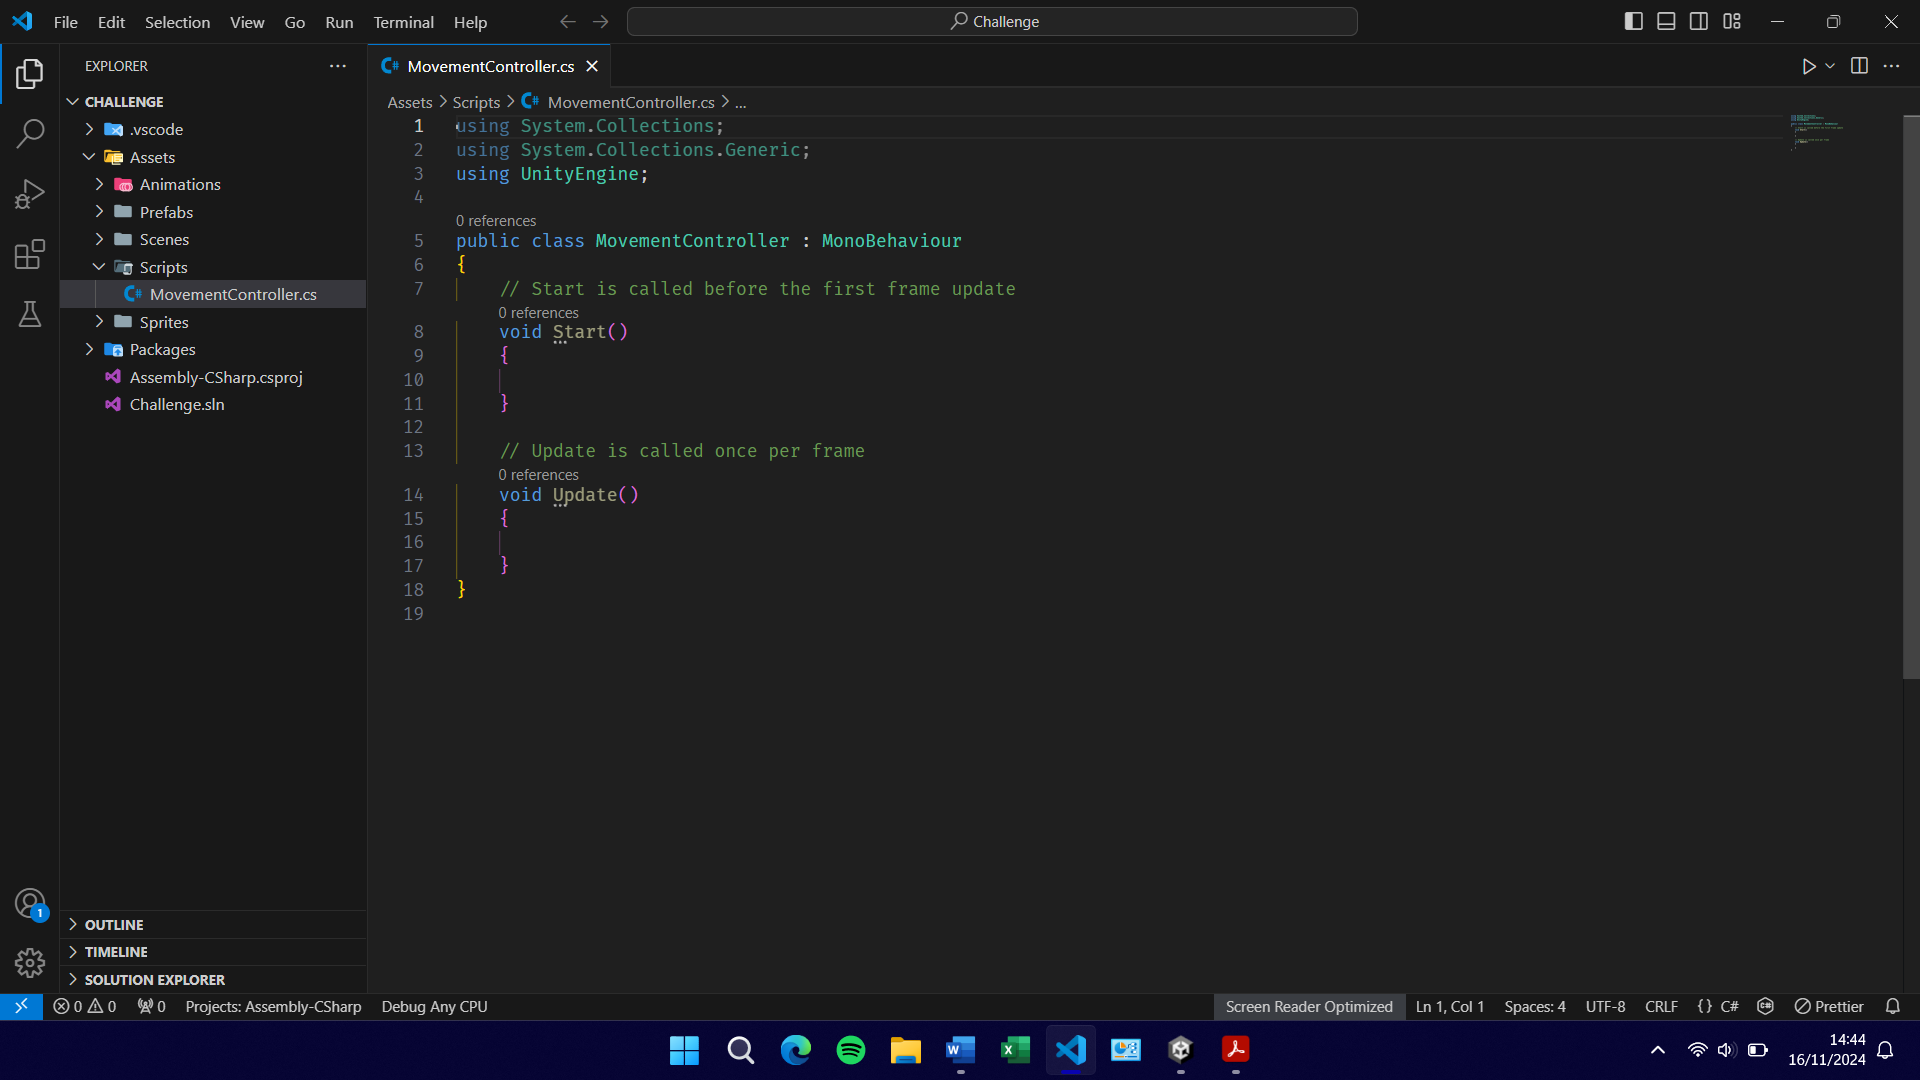 File Edit Selection View Go Run Terminal Help
Challenge
EXPLORER
CHALLENGE
.vscode
Assets
Animations
Prefabs
Scenes
Scripts
MovementController.cs
Sprites
Packages
Assembly-CSharp.csproj
Challenge.sln
OUTLINE
TIMELINE
SOLUTION EXPLORER
MovementController.cs
Assets > Scripts > MovementController.cs > ...
1 using System.Collections;
2 using System.Collections.Generic;
3 using UnityEngine;
4
0 references
5 public class MovementController : MonoBehaviour
6 {
7 // Start is called before the first frame update
0 references
8 void Start()
9 {
10
11 }
12
13 // Update is called once per frame
0 references
14 void Update()
15 {
16
17 }
18 }
19
1
0 0 0 Projects: Assembly-CSharp Debug Any CPU
Screen Reader Optimized Ln 1, Col 1 Spaces: 4 UTF-8 CRLF {} C# Prettier
14:44
16/11/2024